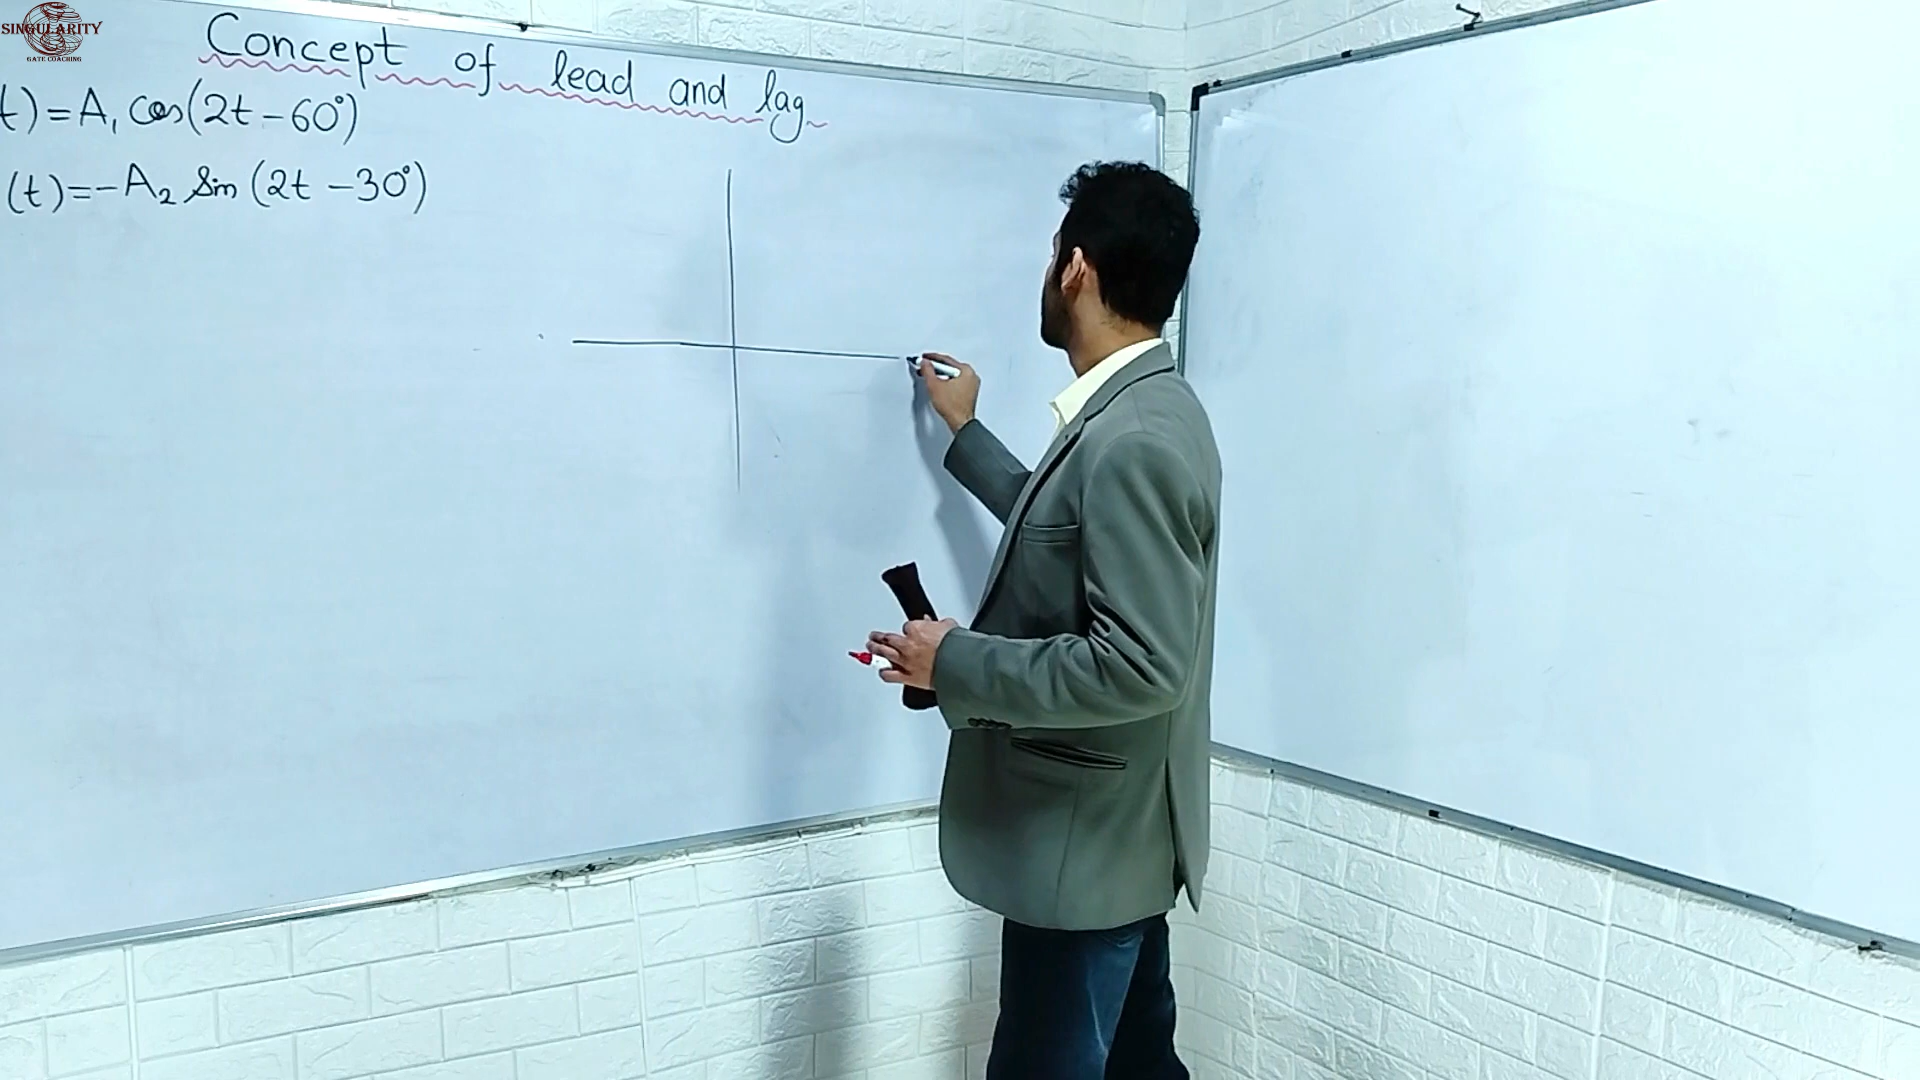 SINGULARITY
GATE COACHING
Concept of lead and lag
t) = A₁ cos(2t - 60°)
(t) = -A₂ Sin (2t - 30°)